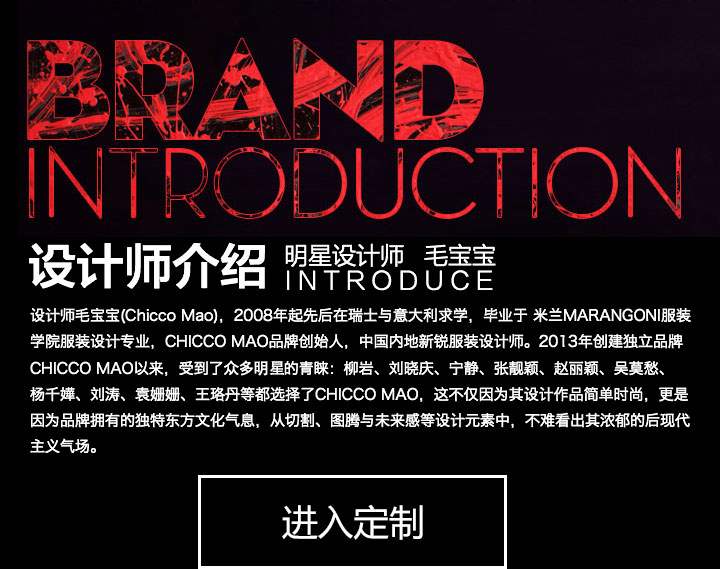 BRAND
INTRODUCTION
设计师介绍 明星设计师 毛宝宝
INTRODUCE
设计师毛宝宝(Chicco Mao)，2008年起先后在瑞士与意大利求学，毕业于 米兰MARANGONI服装
学院服装设计专业，CHICCO MAO品牌创始人，中国内地新锐服装设计师。2013年创建独立品牌
CHICCO MAO以来，受到了众多明星的青睐：柳岩、刘晓庆、宁静、张靓颖、赵丽颖、吴莫愁、
杨千嬅、刘涛、袁姗姗、王珞丹等都选择了CHICCO MAO，这不仅因为其设计作品简单时尚，更是
因为品牌拥有的独特东方文化气息，从切割、图腾与未来感等设计元素中，不难看出其浓郁的后现代
主义气场。
进入定制